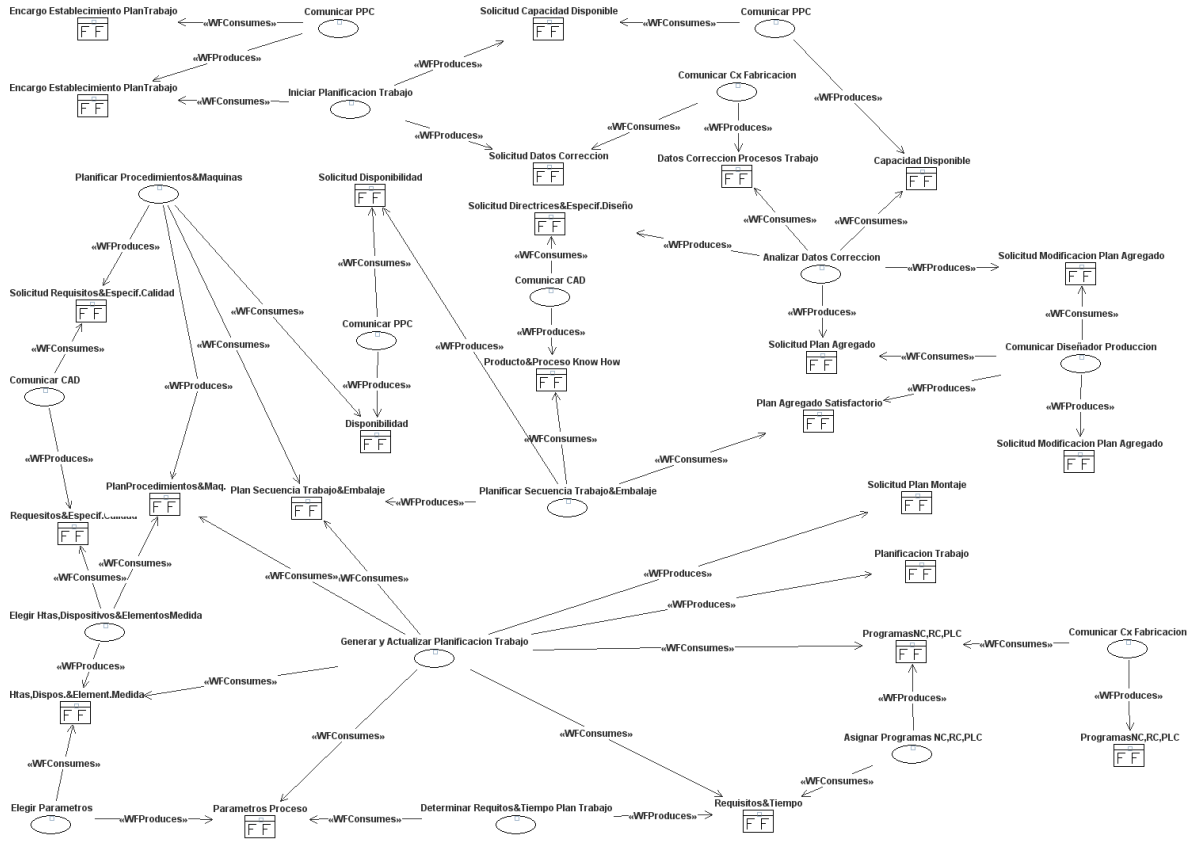 Encargo Establecimiento PlanTrabajo
F F
«WFConsumes»
Comunicar PPC
Solicitud Capacidad Disponible
F F
«WFConsumes»
Comunicar PPC
«WFProduces»
«WFProduces»
Encargo Establecimiento PlanTrabajo
F F
«WFConsumes»
Iniciar Planificacion Trabajo
Comunicar Cx Fabricacion
«WFProduces»
«WFProduces»
«WFConsumes»
«WFProduces»
Solicitud Datos Correccion
F F
Datos Correccion Procesos Trabajo
F F
Capacidad Disponible
F F
Planificar Procedimientos&Maquinas
Solicitud Disponibilidad
F F
Solicitud Directrices&Especif.Diseño
F F
«WFConsumes»
«WFConsumes»
«WFProduces»
«WFProduces»
«WFConsumes»
«WFConsumes»
Analizar Datos Correccion
«WFProduces»
Solicitud Modificacion Plan Agregado
F F
Comunicar CAD
Solicitud Requisitos&Especif.Calidad
F F
«WFConsumes»
Comunicar PPC
«WFProduces»
«WFProduces»
«WFConsumes»
«WFConsumes»
«WFConsumes»
«WFProduces»
Solicitud Plan Agregado
F F
«WFConsumes»
Comunicar Diseñador Produccion
Producto&Proceso Know How
F F
Comunicar CAD
«WFProduces»
«WFProduces»
«WFProduces»
Plan Agregado Satisfactorio
F F
«WFProduces»
Disponibilidad
F F
«WFConsumes»
Solicitud Modificacion Plan Agregado
F F
«WFProduces»
«WFConsumes»
PlanProcedimientos&Maq.
F F
Plan Secuencia Trabajo&Embalaje
F F
«WFProduces»
Planificar Secuencia Trabajo&Embalaje
Solicitud Plan Montaje
F F
Requesitos&Especif.Calidad
F F
«WFConsumes»
«WFConsumes»
«WFConsumes»
«WFConsumes»
«WFProduces»
Planificacion Trabajo
F F
«WFProduces»
Elegir Htas,Dispositivos&ElementosMedida
Generar y Actualizar Planificacion Trabajo
«WFConsumes»
ProgramasNC,RC,PLC
F F
«WFConsumes»
Comunicar Cx Fabricacion
«WFProduces»
«WFConsumes»
Htas,Dispos.&Element.Medida
F F
«WFProduces»
«WFProduces»
«WFConsumes»
«WFConsumes»
Asignar Programas NC,RC,PLC
ProgramasNC,RC,PLC
F F
«WFConsumes»
«WFConsumes»
Elegir Parametros
«WFProduces»
Parametros Proceso
F F
«WFConsumes»
Determinar Requitos&Tiempo Plan Trabajo
«WFProduces»
Requisitos&Tiempo
F F